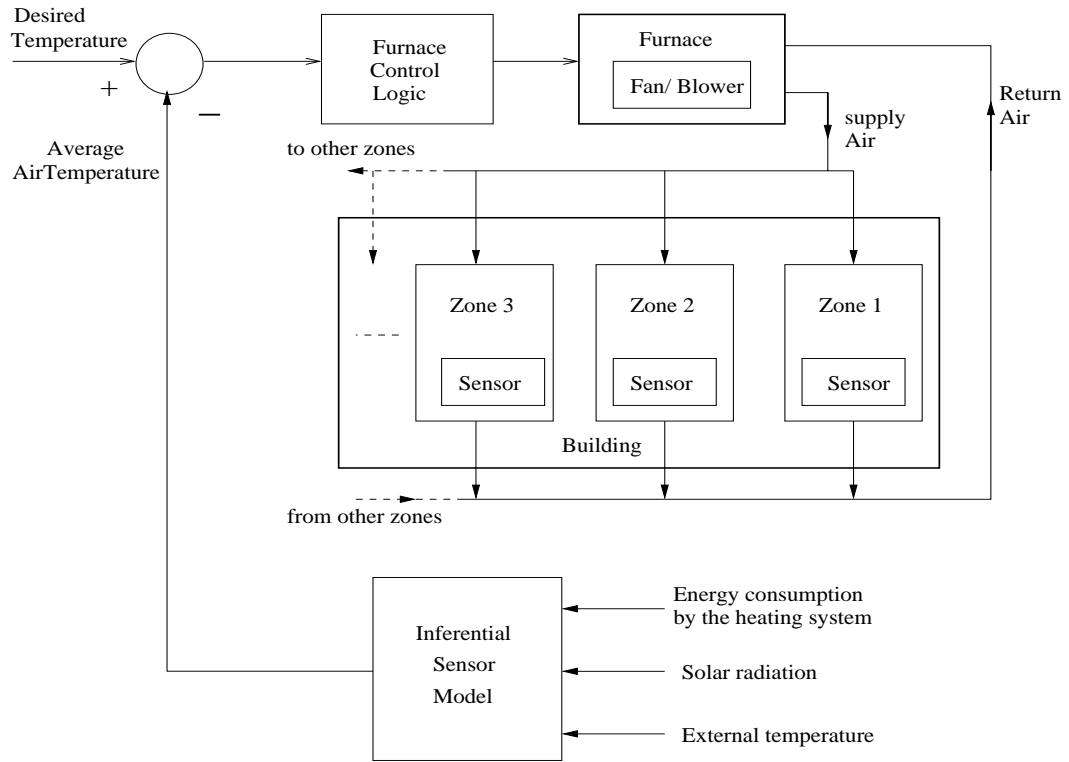 Desired
Temperature
+
−
Furnace
Control
Logic
Furnace
Fan/ Blower
Return
Air
supply
Air
Average
AirTemperature
to other zones
Zone 3
Zone 2
Zone 1
Sensor
Sensor
Sensor
Building
from other zones
Inferential
Sensor
Model
Energy consumption
by the heating system
Solar radiation
External temperature